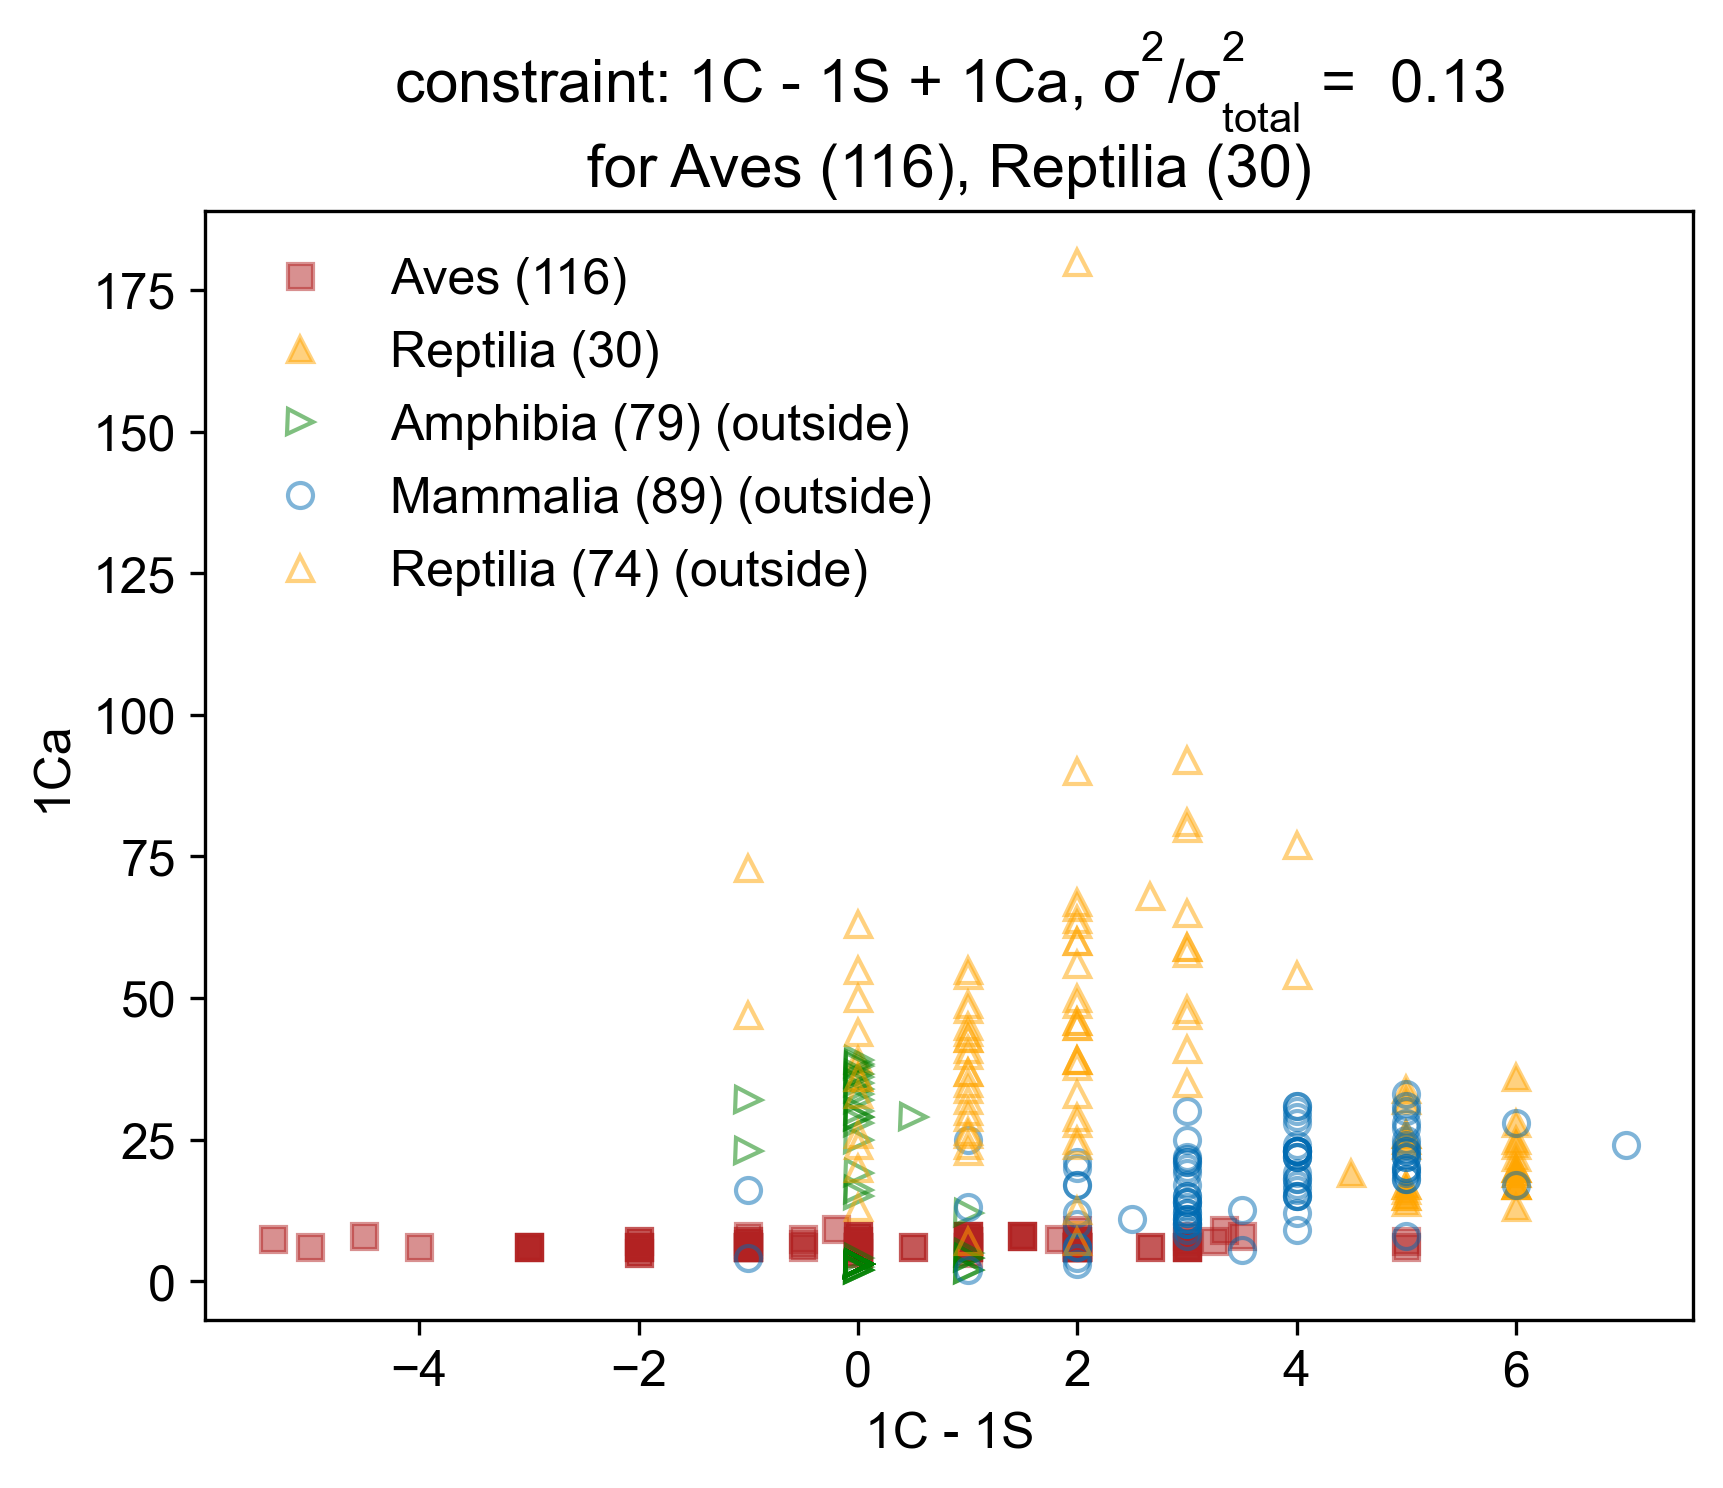 constraint: 1C - 1S + 1Ca, σ²/σ²total = 0.13
for Aves (116), Reptilia (30)
Aves (116)
Reptilia (30)
Amphibia (79) (outside)
Mammalia (89) (outside)
Reptilia (74) (outside)
175
150
125
100
75
50
25
0
1Ca
−4 −2 0 2 4 6
1C - 1S